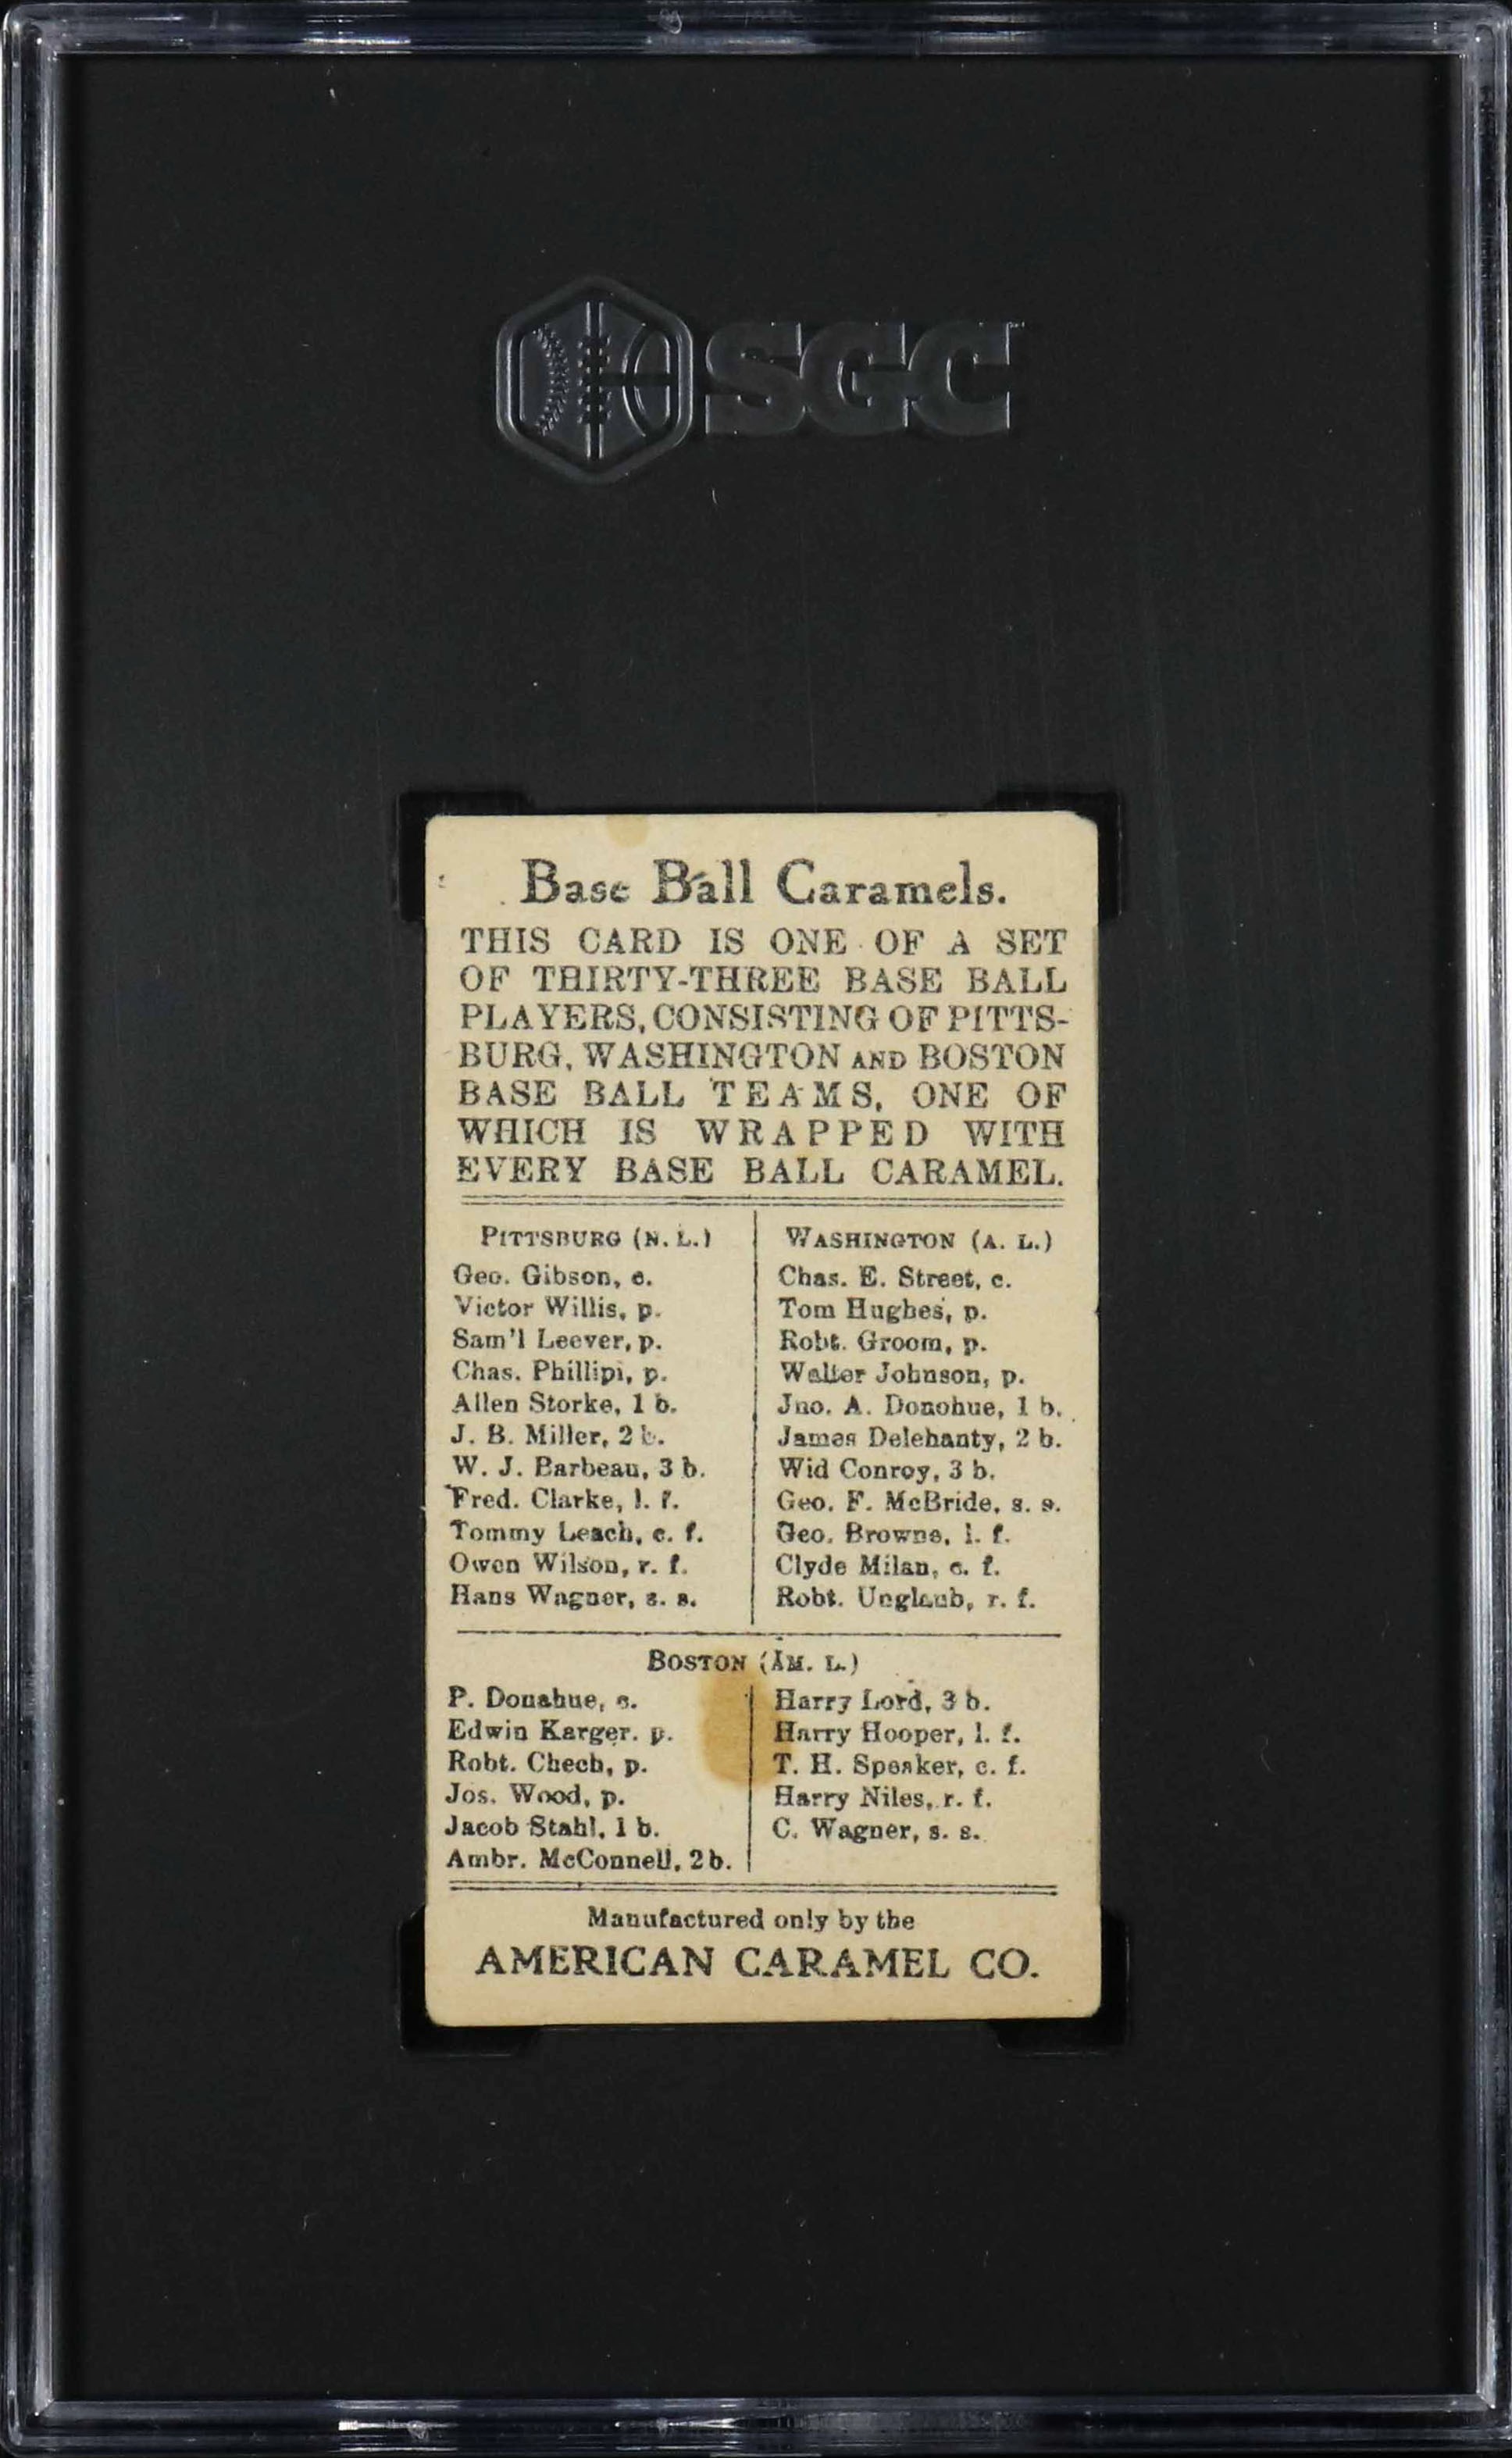 SGC
Base Ball Caramels.
THIS CARD IS ONE OF A SET
OF THIRTY-THREE BASE BALL
PLAYERS, CONSISTING OF PITTS-
BURG, WASHINGTON AND BOSTON
BASE BALL TEAMS, ONE OF
WHICH IS WRAPPED WITH
EVERY BASE BALL CARAMEL.
PITTSBURG (N. L.)
Geo. Gibson, c.
Victor Willis, p.
Sam'l Leever, p.
Chas. Phillipi, p.
Allen Storke, 1 b.
J. B. Miller, 2 b.
W. J. Barbeau, 3 b.
Fred. Clarke, l. f.
Tommy Leach, c. f.
Owen Wilson, r. f.
Hans Wagner, s. s.
WASHINGTON (A. L.)
Chas. E. Street, c.
Tom Hughes, p.
Robt. Groom, p.
Walter Johnson, p.
Jno. A. Donohue, 1 b.
James Delehanty, 2 b.
Wid Conroy, 3 b.
Geo. F. McBride, s. s.
Geo. Browne, l. f.
Clyde Milan, c. f.
Robt. Unglaub, r. f.
BOSTON (AM. L.)
P. Donahue, c.
Edwin Karger. p.
Robt. Chech, p.
Jos. Wood, p.
Jacob Stahl, 1 b.
Ambr. McConnell, 2 b.
Harry Lord, 3 b.
Harry Hooper, l. f.
T. H. Speaker, c. f.
Harry Niles, r. f.
C. Wagner, s. s.
Manufactured only by the
AMERICAN CARAMEL CO.